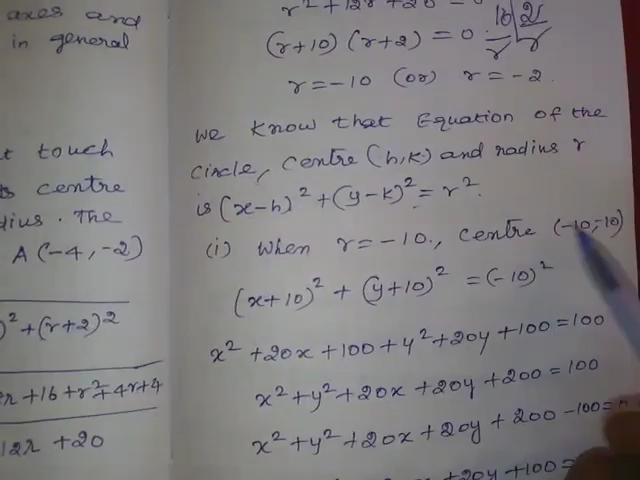 axes and
in general
touch
centre
The
A(-4, -2)
)² + (r+2)²
+16+r²+4r+4
12r +20
r² + 12r + 20 = 0
(r+10) (r+2) = 0
r = -10 (or) r = -2
We know that Equation of the
circle, centre (h,k) and radius r
is (x-h)² + (y-k)² = r².
(i) When r = -10, centre (-10,-10)
(x+10)² + (y+10)² = (-10)²
x² +20x +100 + y² +20y +100 = 100
x² + y² +20x +20y +200 = 100
x² + y² +20x +20y +200 -100 =
+20y +100 =